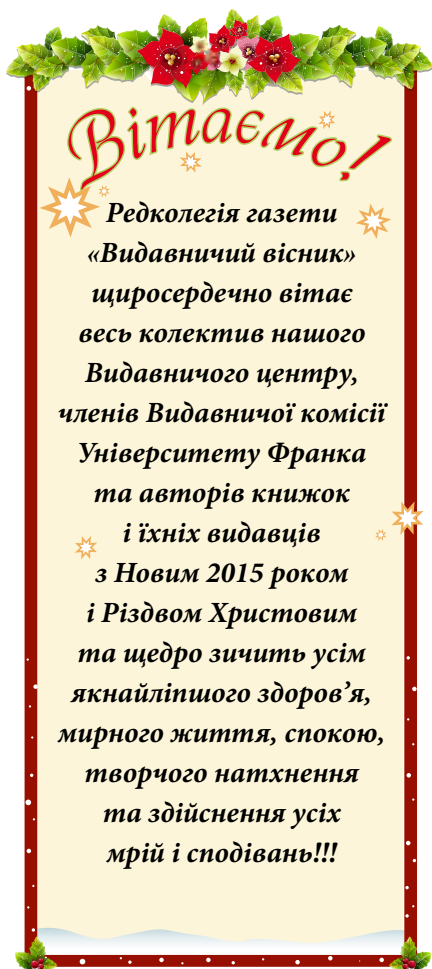 Вітаємо!
Редколегія газети
«Видавничий вісник»
щиросердечно вітає
весь колектив нашого
Видавничого центру,
членів Видавничої комісії
Університету Франка
та авторів книжок
і їхніх видавців
з Новим 2015 роком
і Різдвом Христовим
та щедро зичить усім
якнайліпшого здоров’я,
мирного життя, спокою,
творчого натхнення
та здійснення усіх
мрій і сподівань!!!